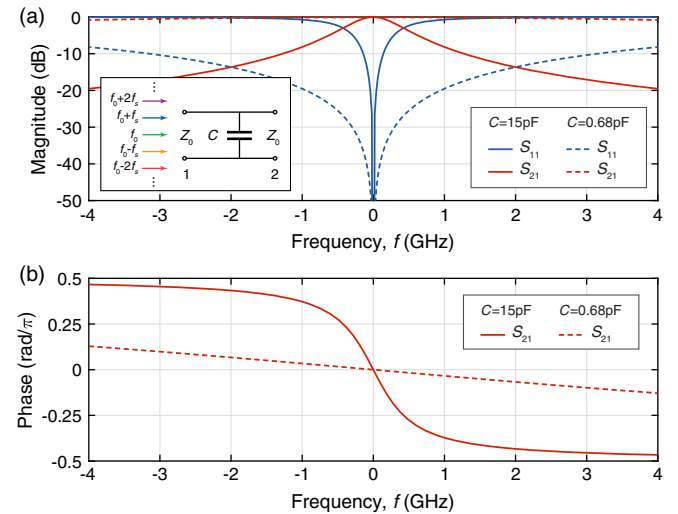 (a)
0
-10
-20
-30
-40
-50
Magnitude (dB)
f₀+2fₛ
f₀+fₛ
f₀
f₀-fₛ
f₀-2fₛ
Z₀ C Z₀
1 2
C=15pF C=0.68pF
S₁₁ S₁₁
S₂₁ S₂₁
-4 -3 -2 -1 0 1 2 3 4
Frequency, f (GHz)
(b)
0.5
0.25
0
-0.25
-0.5
Phase (rad/π)
C=15pF C=0.68pF
S₂₁ S₂₁
-4 -3 -2 -1 0 1 2 3 4
Frequency, f (GHz)